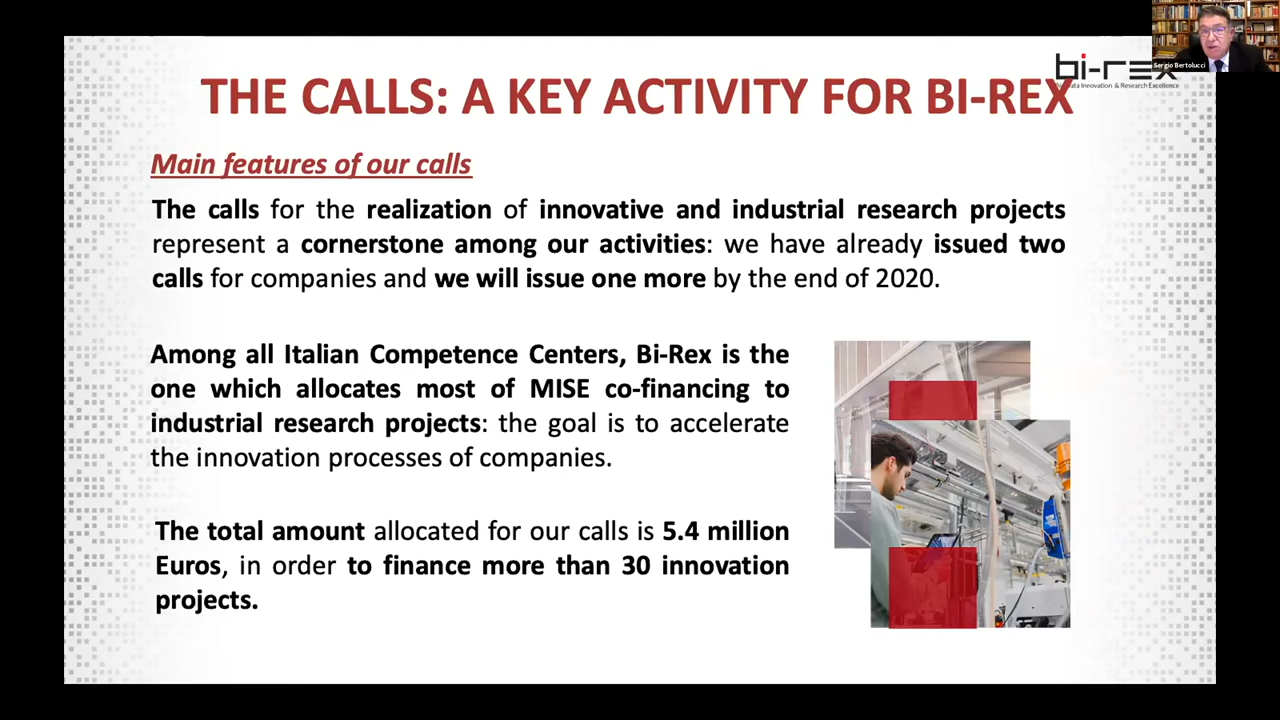 Sergio Bertolucci
bi-rex
Data Innovation & Research Excellence
THE CALLS: A KEY ACTIVITY FOR BI-REX
Main features of our calls
The calls for the realization of innovative and industrial research projects
represent a cornerstone among our activities: we have already issued two
calls for companies and we will issue one more by the end of 2020.
Among all Italian Competence Centers, Bi-Rex is the
one which allocates most of MISE co-financing to
industrial research projects: the goal is to accelerate
the innovation processes of companies.
The total amount allocated for our calls is 5.4 million
Euros, in order to finance more than 30 innovation
projects.